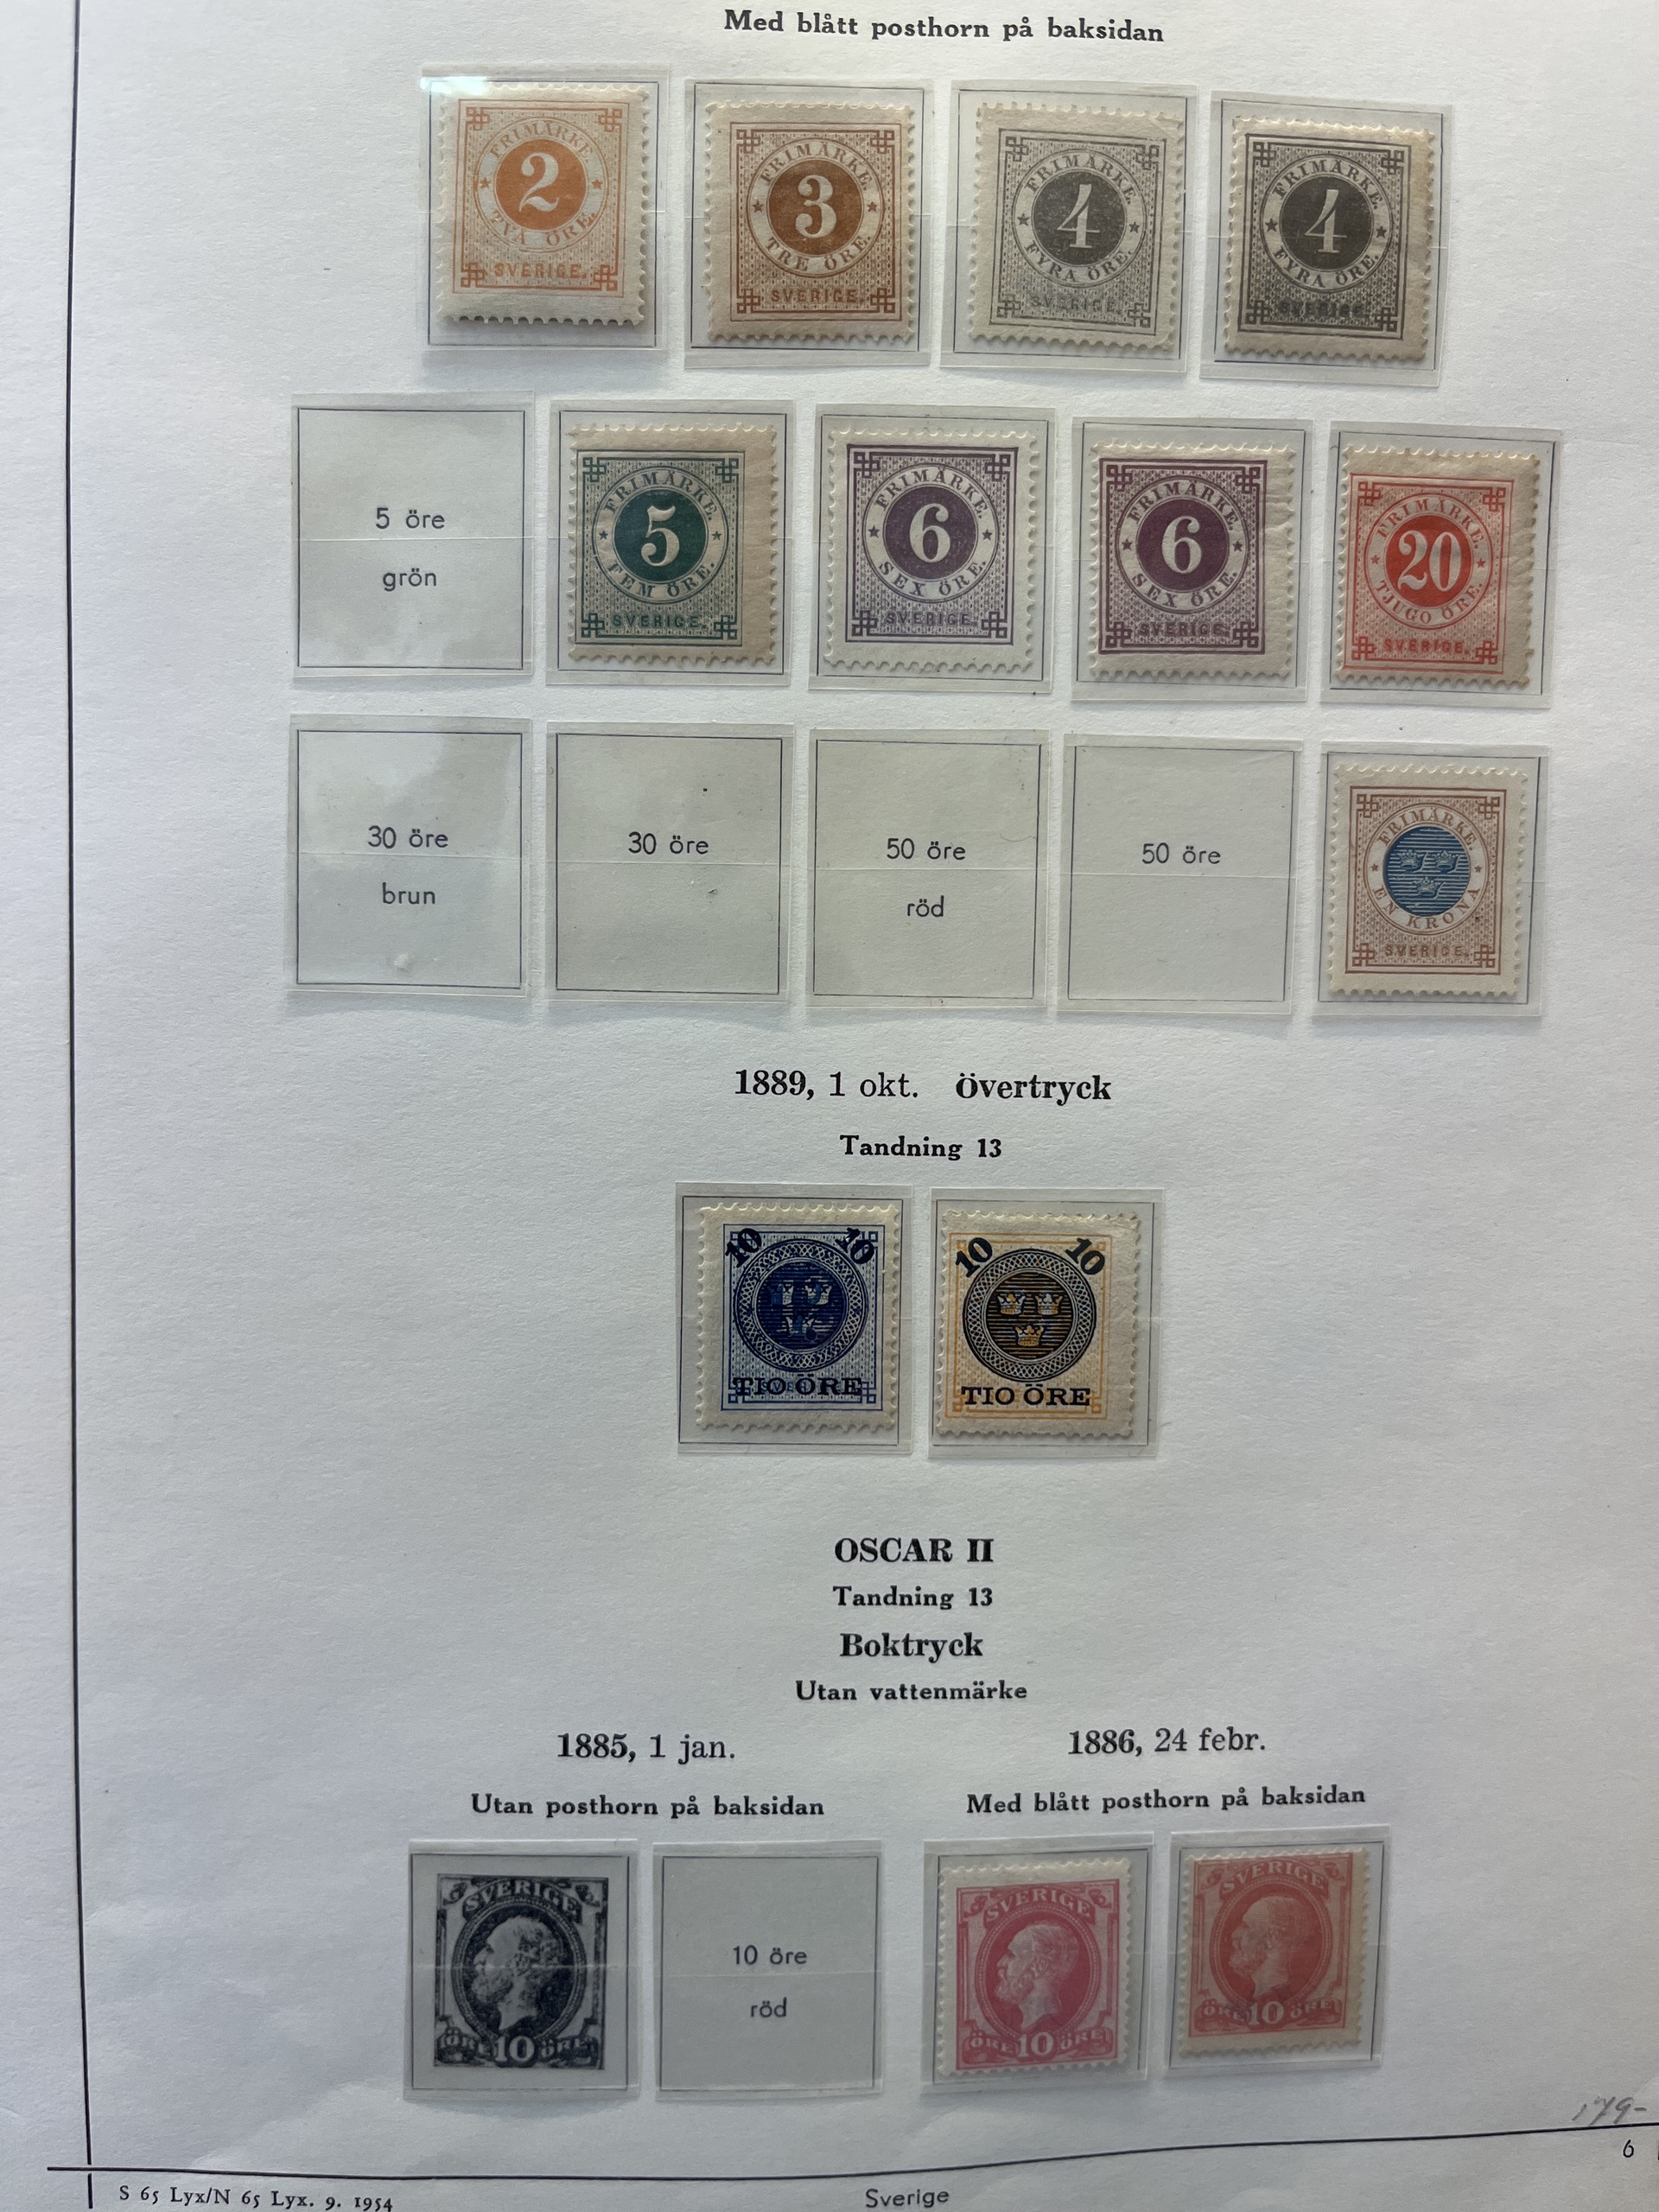 Med blått posthorn på baksidan
FRIMÄRKE.
2
TVÅ ÖRE.
SVERIGE.
FRIMÄRKE.
3
TRE ÖRE.
SVERIGE.
FRIMÄRKE.
4
FYRA ÖRE.
SVERIGE.
FRIMÄRKE.
4
FYRA ÖRE.
SVERIGE.
5 öre
grön
FRIMÄRKE.
5
FEM ÖRE.
SVERIGE.
FRIMÄRKE.
6
SEX ÖRE.
SVERIGE.
FRIMÄRKE.
6
SEX ÖRE.
SVERIGE.
FRIMÄRKE.
20
TJUGO ÖRE.
SVERIGE.
30 öre
brun
30 öre
50 öre
röd
50 öre
FRIMÄRKE.
EN KRONA
SVERIGE.
1889, 1 okt. Övertryck
Tandning 13
10 10
TIO ÖRE
10 10
TIO ÖRE
OSCAR II
Tandning 13
Boktryck
Utan vattenmärke
1885, 1 jan.
Utan posthorn på baksidan
1886, 24 febr.
Med blått posthorn på baksidan
SVERIGE
ÖRE 10 ÖRE
10 öre
röd
SVERIGE
ÖRE 10 ÖRE
SVERIGE
ÖRE 10 ÖRE
6
S 65 Lyx/N 65 Lyx. 9. 1954
Sverige